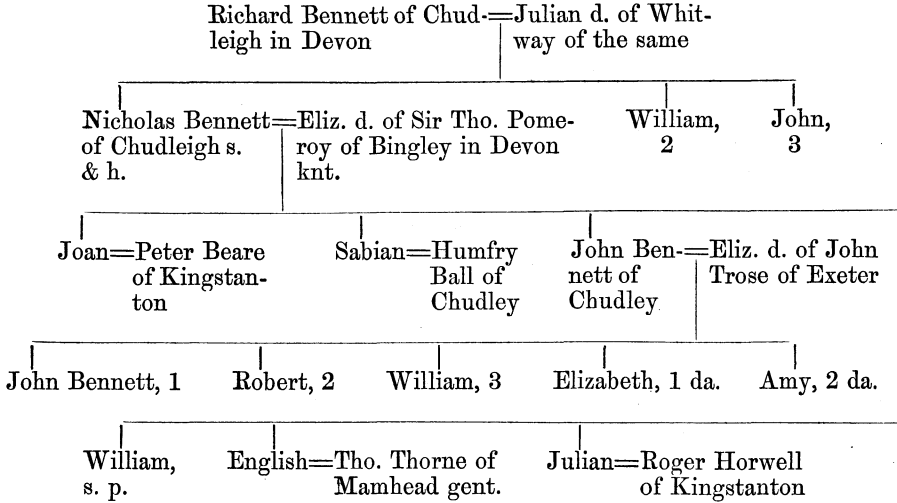 Richard Bennett of Chud-=Julian d. of Whit-
leigh in Devon way of the same
Nicholas Bennett=Eliz. d. of Sir Tho. Pome- William, John,
of Chudleigh s. roy of Bingley in Devon 2 3
& h. knt.
Joan=Peter Beare Sabian=Humfry John Ben-=Eliz. d. of John
of Kingstan- Ball of nett of Trose of Exeter
ton Chudley Chudley
John Bennett, 1 Robert, 2 William, 3 Elizabeth, 1 da. Amy, 2 da.
William, English=Tho. Thorne of Julian=Roger Horwell
s. p. Mamhead gent. of Kingstanton